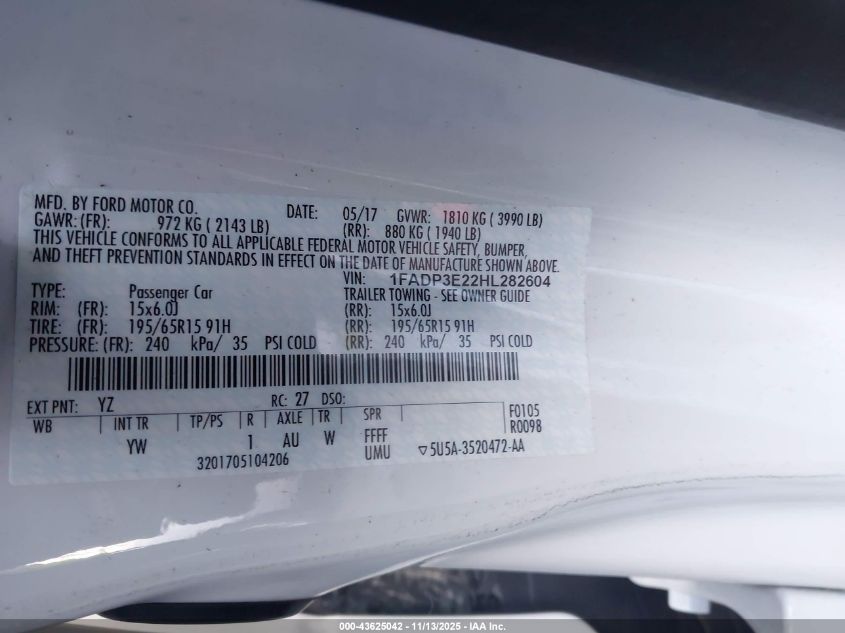 MFD. BY FORD MOTOR CO. DATE: 05/17 GVWR: 1810 KG ( 3990 LB)
GAWR: (FR): 972 KG ( 2143 LB) (RR): 880 KG ( 1940 LB)
THIS VEHICLE CONFORMS TO ALL APPLICABLE FEDERAL MOTOR VEHICLE SAFETY, BUMPER,
AND THEFT PREVENTION STANDARDS IN EFFECT ON THE DATE OF MANUFACTURE SHOWN ABOVE.
VIN: 1FADP3E22HL282604
TYPE: Passenger Car TRAILER TOWING - SEE OWNER GUIDE
RIM: (FR): 15x6.0J (RR): 15x6.0J
TIRE: (FR): 195/65R15 91H (RR): 195/65R15 91H
PRESSURE: (FR): 240 kPa/ 35 PSI COLD (RR): 240 kPa/ 35 PSI COLD
EXT PNT: YZ RC: 27 DSO:
WB INT TR TP/PS R AXLE TR SPR F0105
R0098
YW 1 AU W FFFF
UMU ▽5U5A-3520472-AA
3201705104206
000-43625042 - 11/13/2025 - IAA Inc.